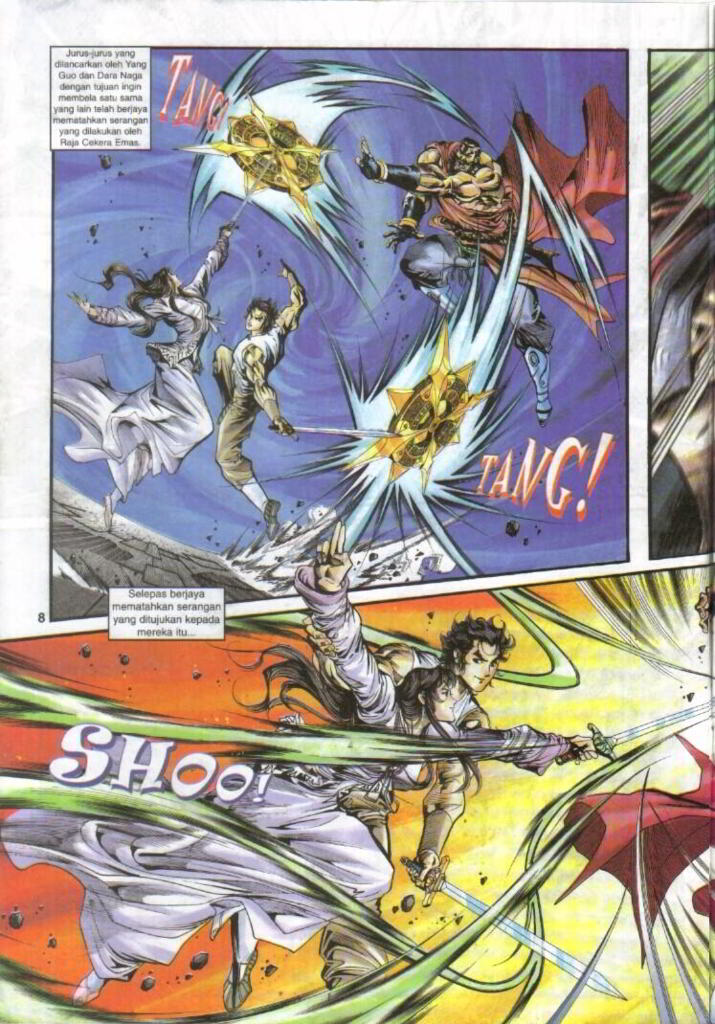 Jurus-jurus yang
dilancarkan oleh Yang
Guo dan Dara Naga
dengan tujuan ingin
membela satu sama
yang lain telah berjaya
mematahkan serangan
yang dilakukan oleh
Raja Cekera Emas.
TANG!
TANG!
8
Selepas berjaya
mematahkan serangan
yang ditujukan kepada
mereka itu...
SHOO!